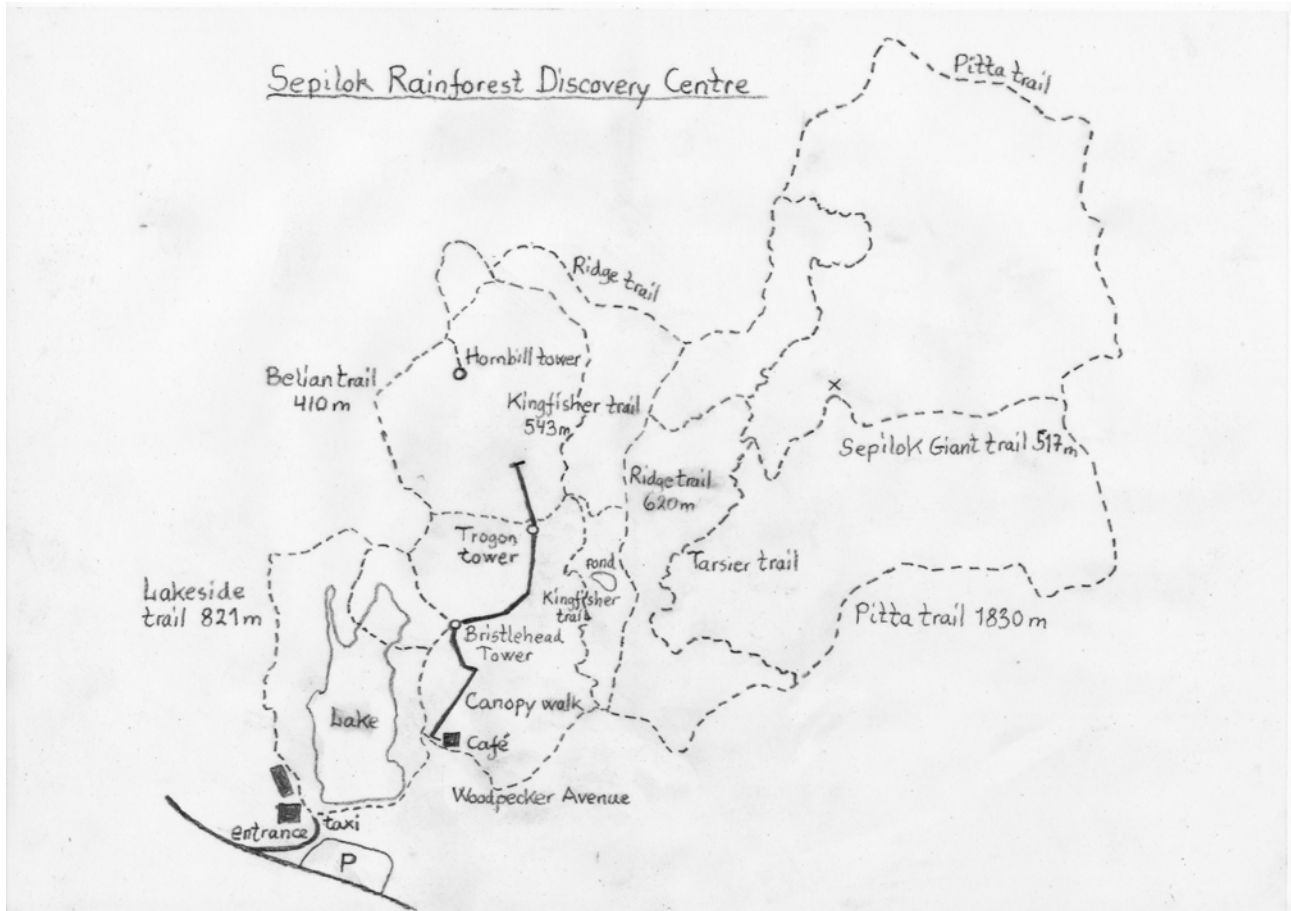 Sepilok Rainforest Discovery Centre
Pitta trail
Ridge trail
Hornbill tower
Belian trail
410 m
Kingfisher trail
543m
x
Sepilok Giant trail 517m
Ridge trail
620m
Trogon
tower
Pond
Tarsier trail
Lakeside
trail 821m
Kingfisher
trail
Pitta trail 1830 m
Bristlehead
Tower
Canopy walk
Lake
Café
Woodpecker Avenue
entrance
taxi
P